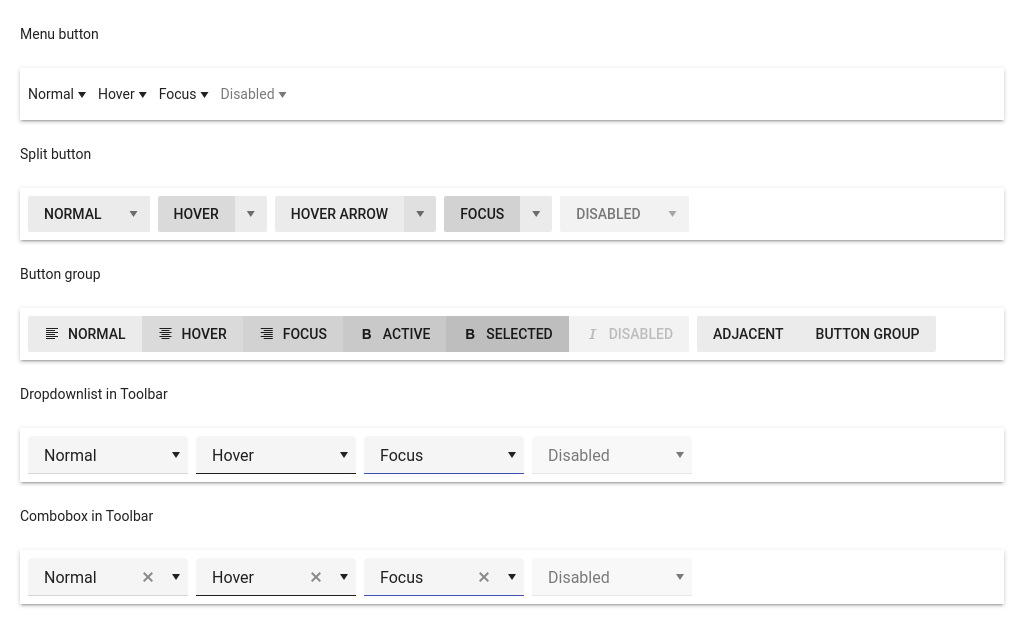 Menu button
Normal Hover Focus Disabled
Split button
NORMAL HOVER HOVER ARROW FOCUS DISABLED
Button group
NORMAL HOVER FOCUS B ACTIVE B SELECTED I DISABLED ADJACENT BUTTON GROUP
Dropdownlist in Toolbar
Normal Hover Focus Disabled
Combobox in Toolbar
Normal Hover Focus Disabled